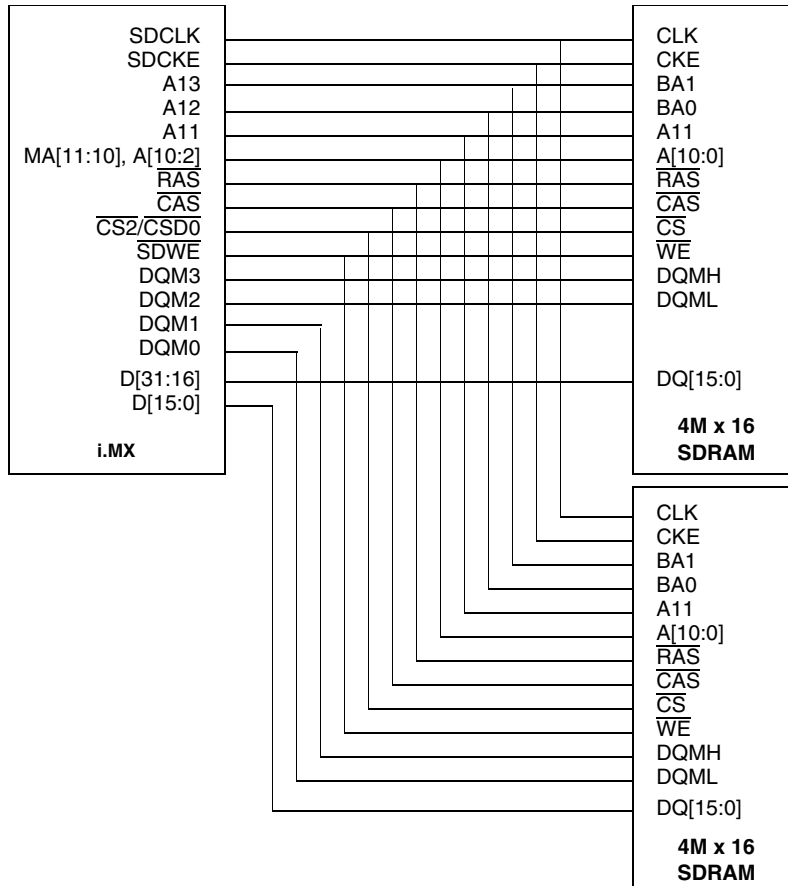 SDCLK
SDCKE
A13
A12
A11
MA[11:10], A[10:2]
RAS
CAS
CS2/CSD0
SDWE
DQM3
DQM2
DQM1
DQM0
D[31:16]
D[15:0]
i.MX
CLK
CKE
BA1
BA0
A11
A[10:0]
RAS
CAS
CS
WE
DQMH
DQML
DQ[15:0]
4M x 16
SDRAM
CLK
CKE
BA1
BA0
A11
A[10:0]
RAS
CAS
CS
WE
DQMH
DQML
DQ[15:0]
4M x 16
SDRAM